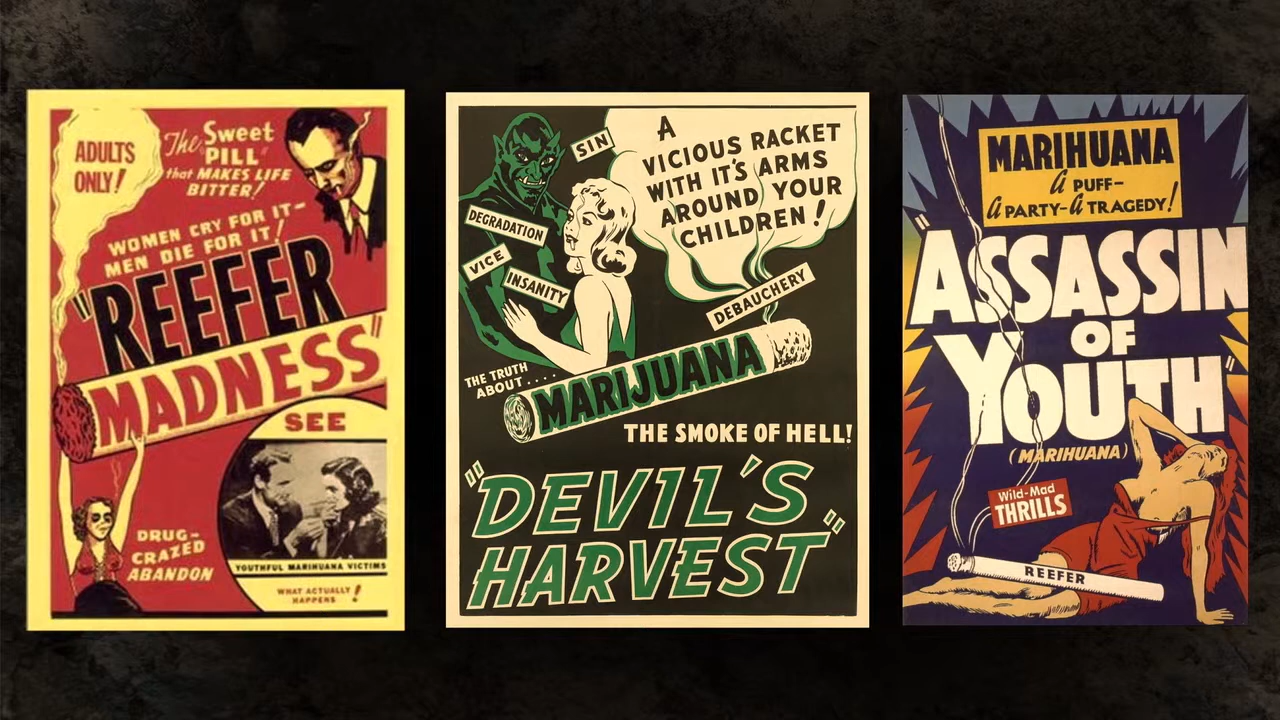 ADULTS
ONLY!
The Sweet
"PILL"
that MAKES LIFE
BITTER!
WOMEN CRY FOR IT-
MEN DIE FOR IT!
"REEFER
MADNESS"
SEE
DRUG-
CRAZED
ABANDON
YOUTHFUL MARIHUANA VICTIMS
WHAT ACTUALLY
HAPPENS!
SIN
DEGRADATION
VICE
INSANITY
A
VICIOUS RACKET
WITH IT'S ARMS
AROUND YOUR
CHILDREN!
DEBAUCHERY
THE TRUTH
ABOUT....
MARIJUANA
THE SMOKE OF HELL!
"DEVIL'S
HARVEST"
MARIHUANA
A PUFF-
A PARTY-A TRAGEDY!
"ASSASSIN
OF
YOUTH"
(MARIHUANA)
Wild-Mad
THRILLS
REEFER